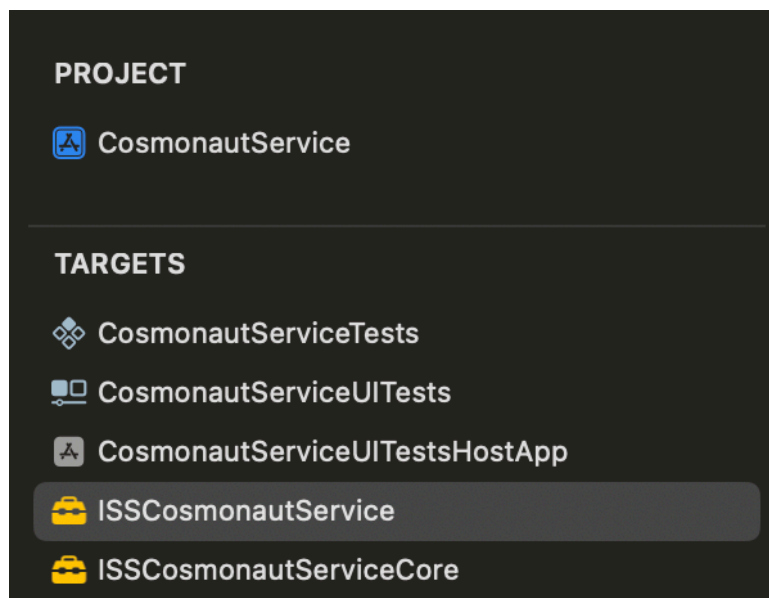 PROJECT
CosmonautService
TARGETS
CosmonautServiceTests
CosmonautServiceUITests
CosmonautServiceUITestsHostApp
ISSCosmonautService
ISSCosmonautServiceCore